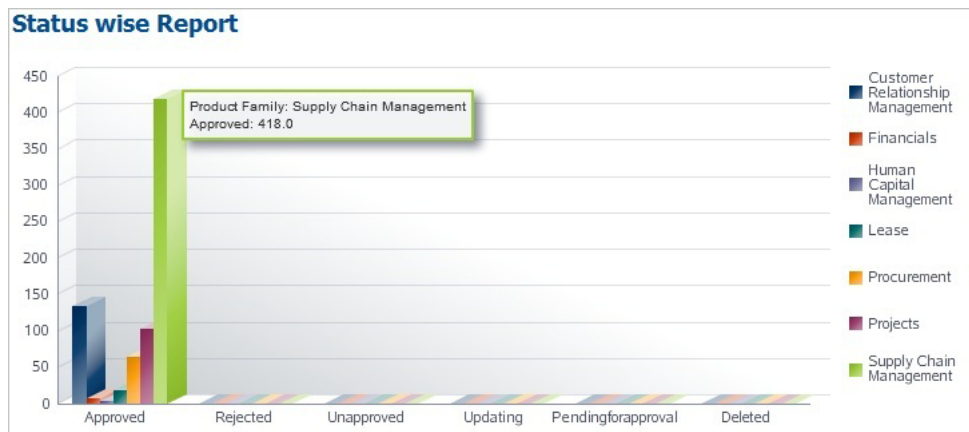 Status wise Report
450
400
350
300
250
200
150
100
50
0
Product Family: Supply Chain Management
Approved: 418.0
Approved
Rejected
Unapproved
Updating
Pendingforapproval
Deleted
Customer
Relationship
Management
Financials
Human
Capital
Management
Lease
Procurement
Projects
Supply Chain
Management